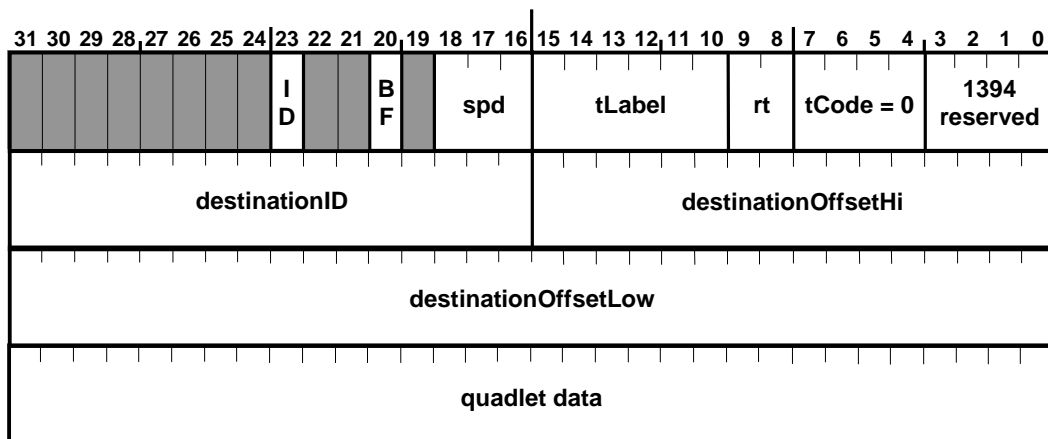 31 30 29 28 27 26 25 24 23 22 21 20 19 18 17 16 15 14 13 12 11 10 9 8 7 6 5 4 3 2 1 0
I
D
B
F
spd
tLabel
rt
tCode = 0
1394
reserved
destinationID
destinationOffsetHi
destinationOffsetLow
quadlet data